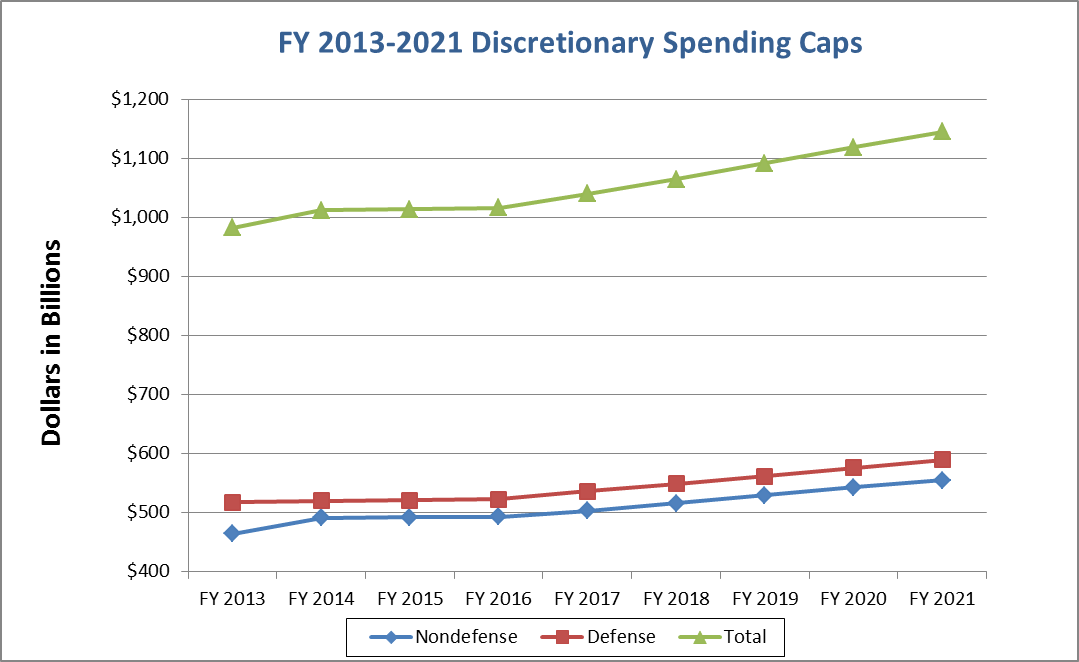 FY 2013-2021 Discretionary Spending Caps
Dollars in Billions
$1,200
$1,100
$1,000
$900
$800
$700
$600
$500
$400
FY 2013 FY 2014 FY 2015 FY 2016 FY 2017 FY 2018 FY 2019 FY 2020 FY 2021
Nondefense Defense Total